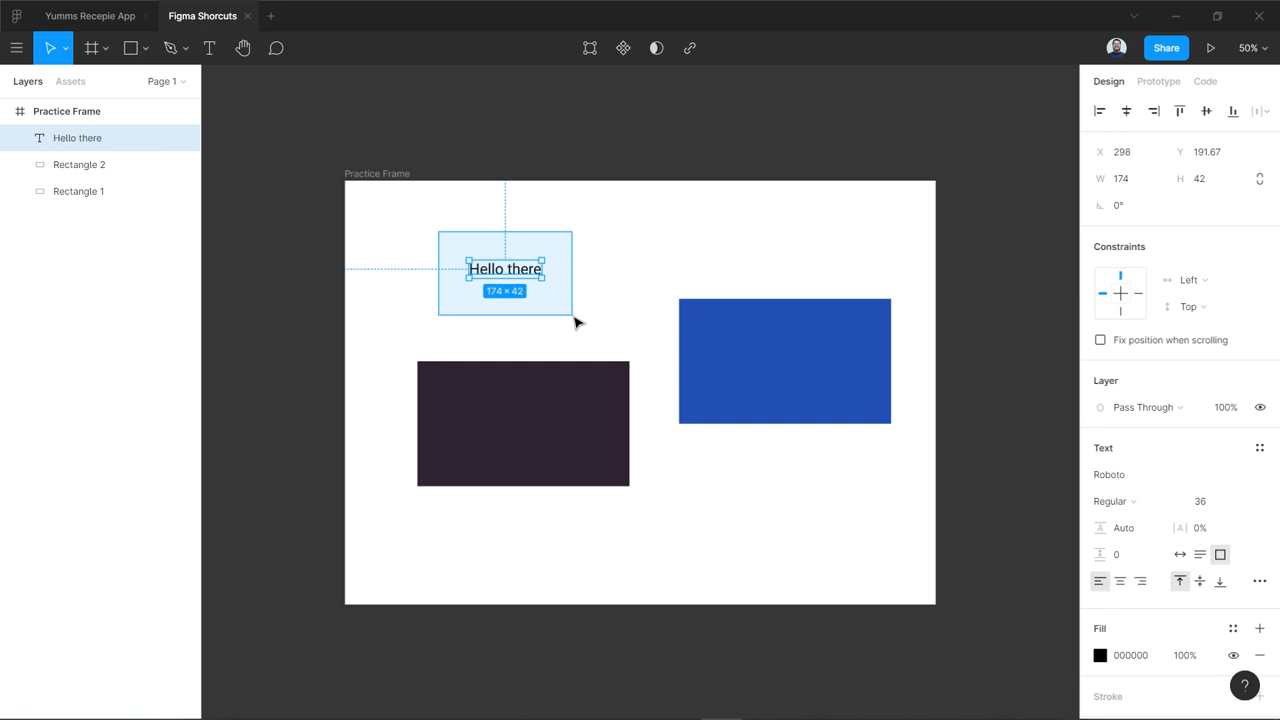 Yumms Recepie App
Figma Shorcuts
Share
50%
Layers
Assets
Page 1
Practice Frame
Hello there
Rectangle 2
Rectangle 1
Practice Frame
Hello there
174 × 42
Design
Prototype
Code
X 298
Y 191.67
W 174
H 42
0°
Constraints
Left
Top
Fix position when scrolling
Layer
Pass Through
100%
Text
Roboto
Regular
36
A Auto
|A| 0%
0
Fill
000000
100%
Stroke
?